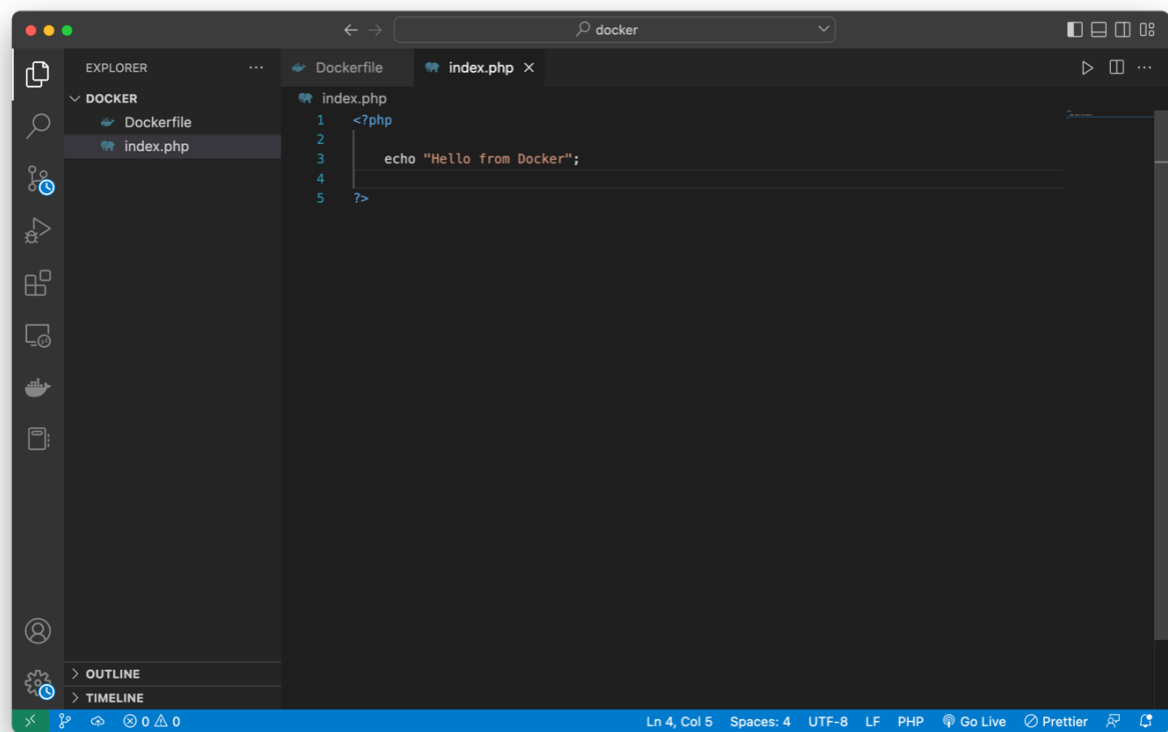 docker
EXPLORER
DOCKER
Dockerfile
index.php
OUTLINE
TIMELINE
Dockerfile
index.php
index.php
1 <?php
2
3     echo "Hello from Docker";
4
5 ?>
0 0
Ln 4, Col 5 Spaces: 4 UTF-8 LF PHP Go Live Prettier